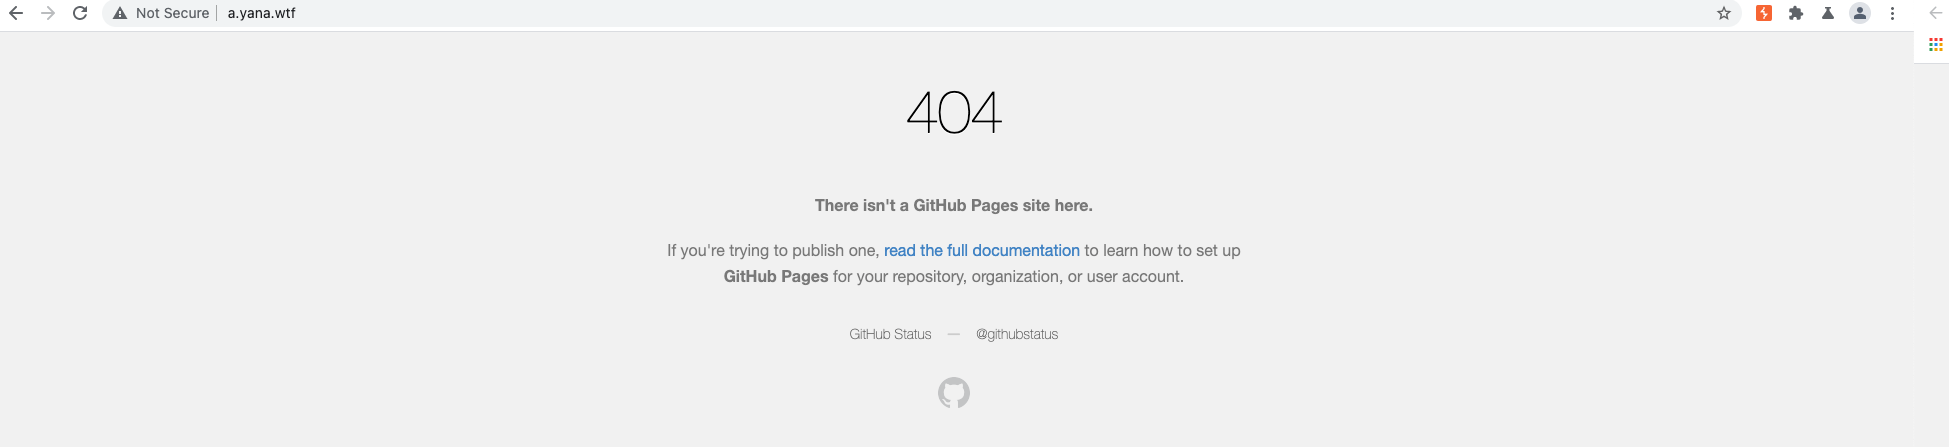 Not Secure | a.yana.wtf
404
There isn't a GitHub Pages site here.
If you're trying to publish one, read the full documentation to learn how to set up
GitHub Pages for your repository, organization, or user account.
GitHub Status — @githubstatus